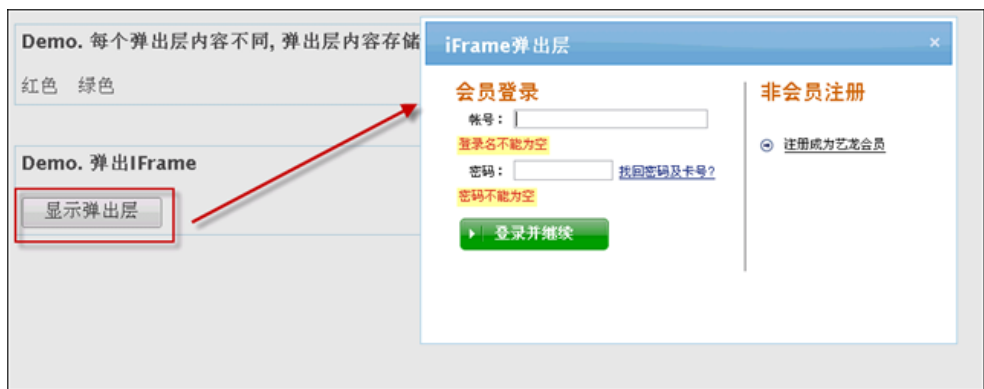 Demo. 每个弹出层内容不同, 弹出层内容存储
红色 绿色
Demo. 弹出IFrame
显示弹出层
iFrame弹出层 ×
会员登录
帐号：
登录名不能为空
密码： 找回密码及卡号?
密码不能为空
登录并继续
非会员注册
注册成为艺龙会员